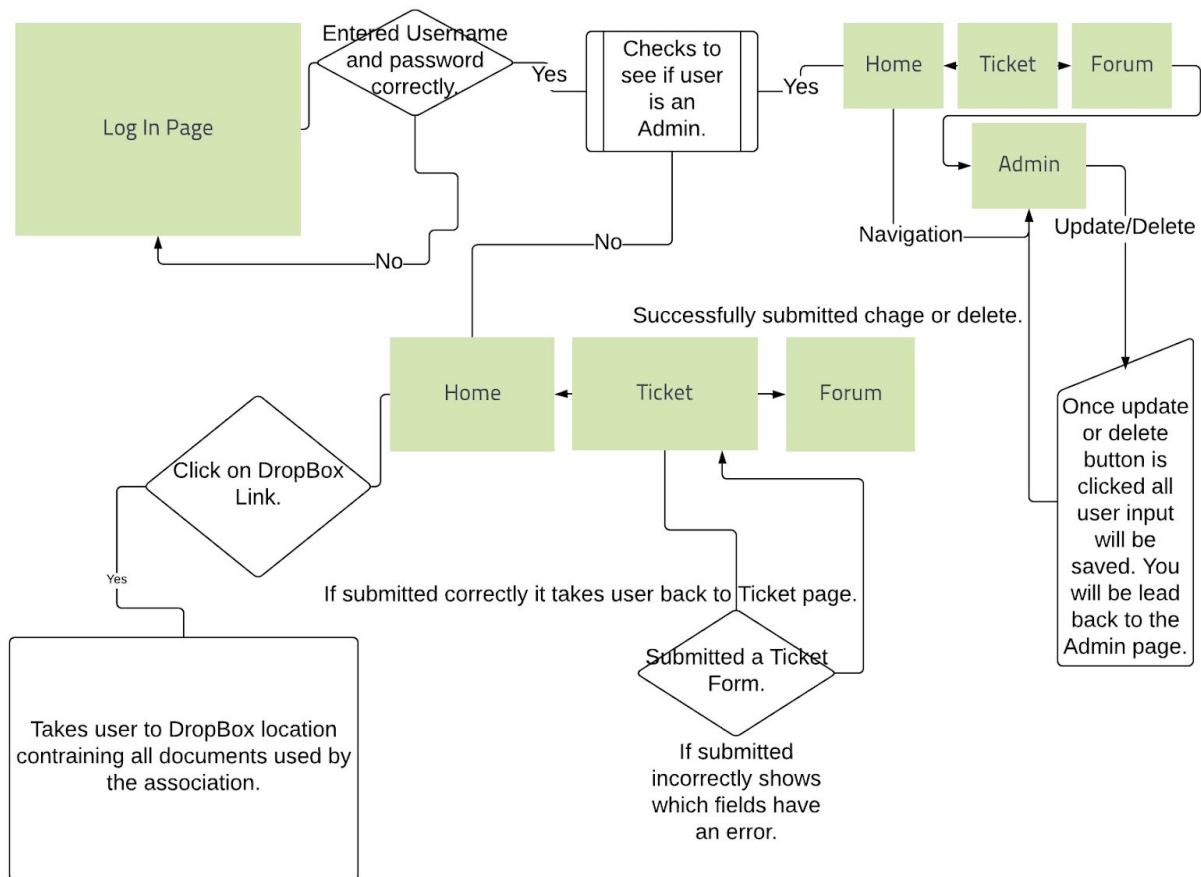 Entered Username
and password
correctly.
Yes
Checks to
see if user
is an
Admin.
Yes
Home
Ticket
Forum
Log In Page
Admin
No
No
Navigation
Update/Delete
Successfully submitted chage or delete.
Home
Ticket
Forum
Once update
or delete
button is
clicked all
user input
will be
saved. You
will be lead
back to the
Admin page.
Click on DropBox
Link.
Yes
If submitted correctly it takes user back to Ticket page.
Submitted a Ticket
Form.
Takes user to DropBox location
contraining all documents used by
the association.
If submitted
incorrectly shows
which fields have
an error.